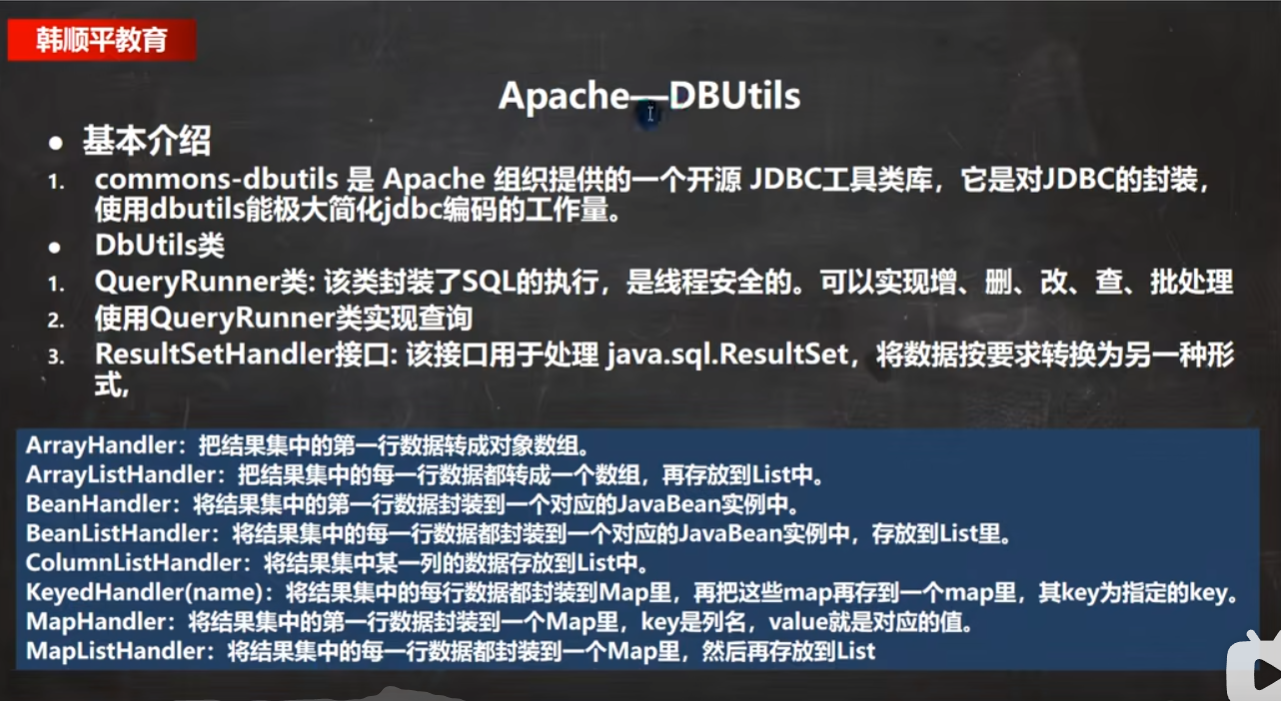 韩顺平教育
Apache—DBUtils
● 基本介绍
1. commons-dbutils 是 Apache 组织提供的一个开源 JDBC工具类库，它是对JDBC的封装，
使用dbutils能极大简化jdbc编码的工作量。
● DbUtils类
1. QueryRunner类: 该类封装了SQL的执行，是线程安全的。可以实现增、删、改、查、批处理
2. 使用QueryRunner类实现查询
3. ResultSetHandler接口: 该接口用于处理 java.sql.ResultSet，将数据按要求转换为另一种形
式,
ArrayHandler：把结果集中的第一行数据转成对象数组。
ArrayListHandler：把结果集中的每一行数据都转成一个数组，再存放到List中。
BeanHandler：将结果集中的第一行数据封装到一个对应的JavaBean实例中。
BeanListHandler：将结果集中的每一行数据都封装到一个对应的JavaBean实例中，存放到List里。
ColumnListHandler：将结果集中某一列的数据存放到List中。
KeyedHandler(name)：将结果集中的每行数据都封装到Map里，再把这些map再存到一个map里，其key为指定的key。
MapHandler：将结果集中的第一行数据封装到一个Map里，key是列名，value就是对应的值。
MapListHandler：将结果集中的每一行数据都封装到一个Map里，然后再存放到List